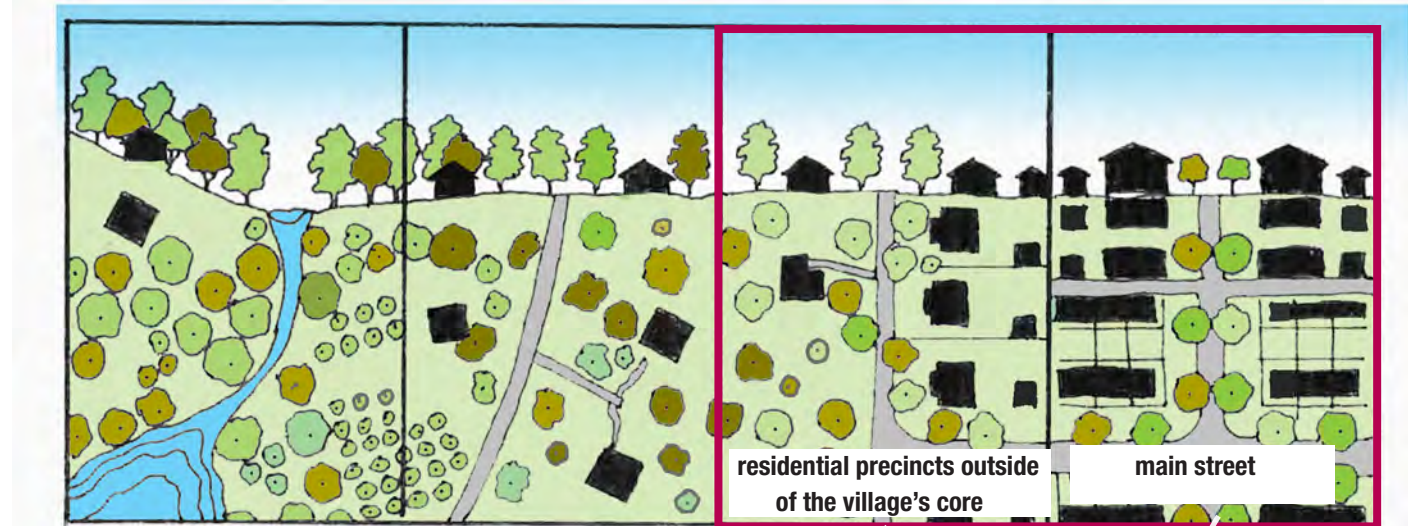 residential precincts outside
of the village’s core
main street